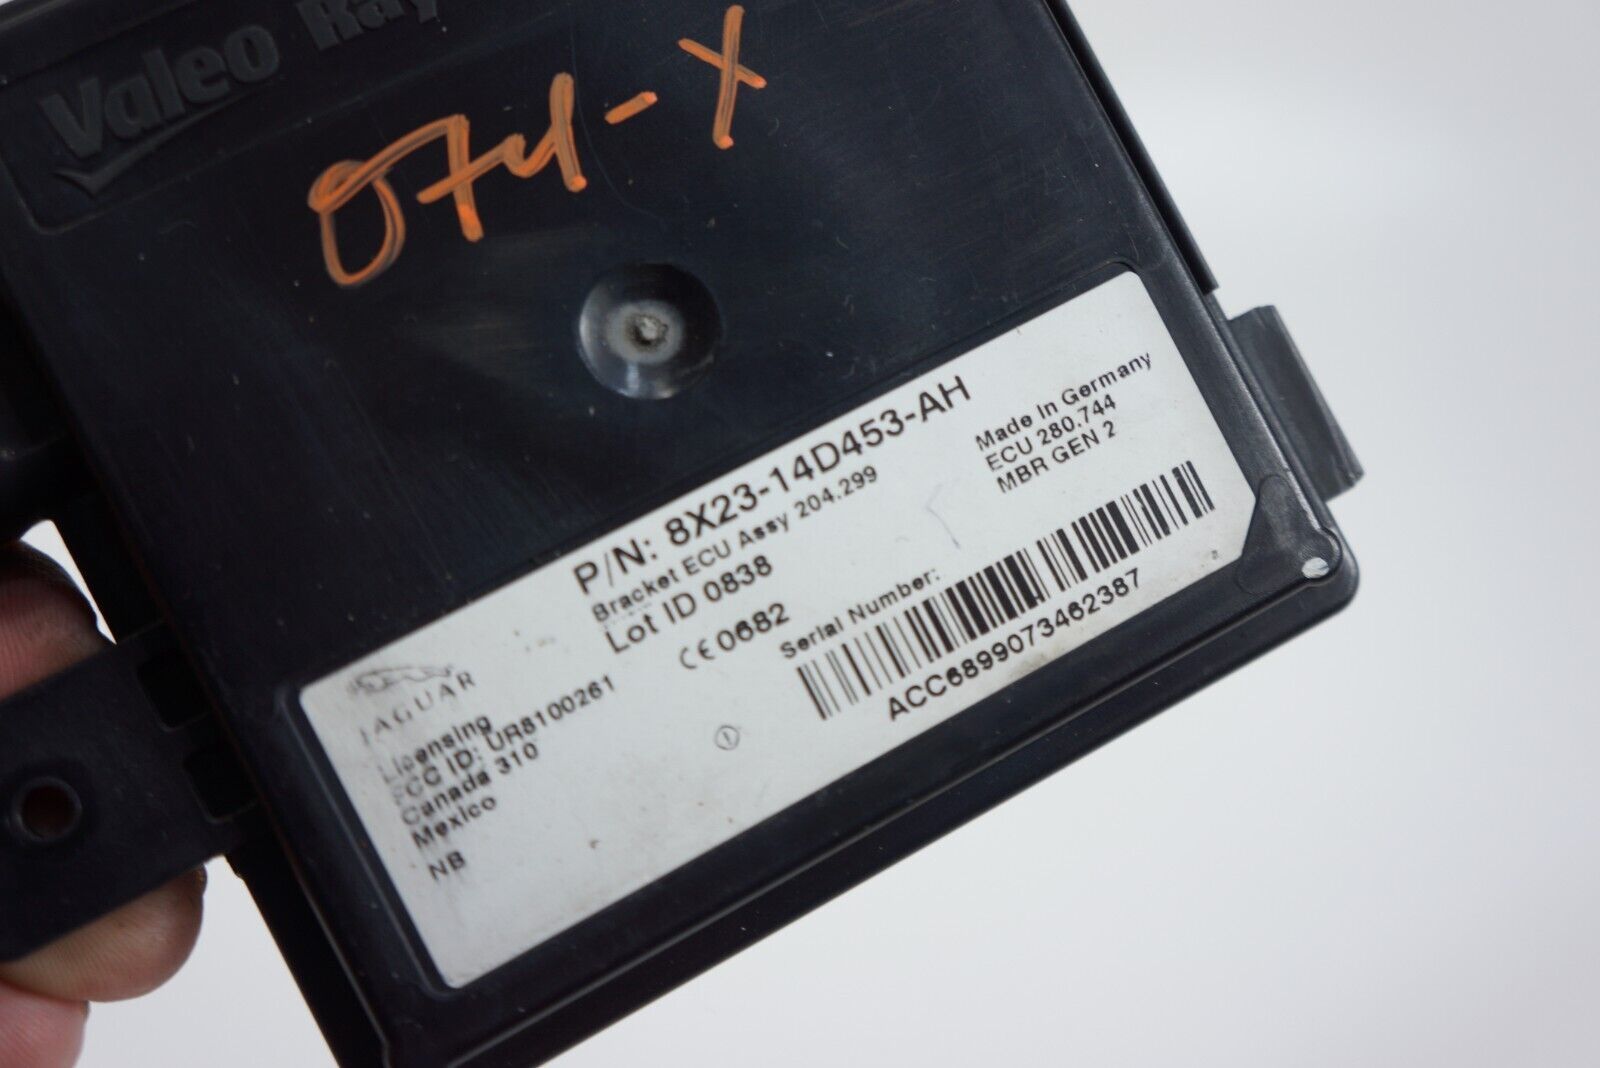 Valeo Ray
074-X
P/N: 8X23-14D453-AH
Bracket ECU Assy 204.299
Lot ID 0838
CE0682
Made In Germany
ECU 280.744
MBR GEN 2
Serial Number:
ACC6899073462387
JAGUAR
Licensing
FCC ID: UR8100261
Canada 310
Mexico
NB